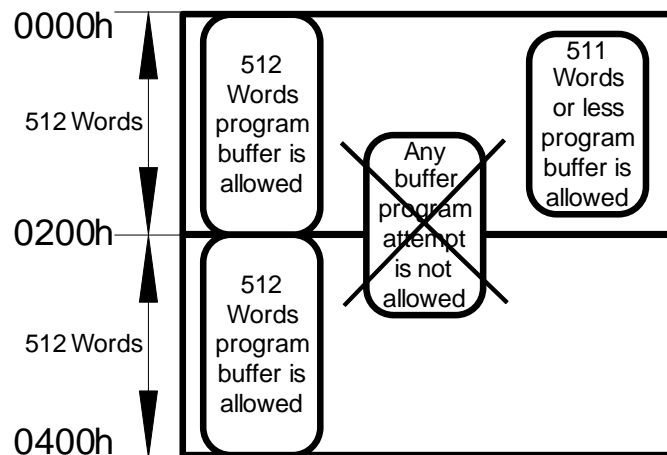 0000h
512 Words
0200h
512 Words
0400h
512
Words
program
buffer is
allowed
512
Words
program
buffer is
allowed
Any
buffer
program
attempt
is not
allowed
511
Words
or less
program
buffer is
allowed